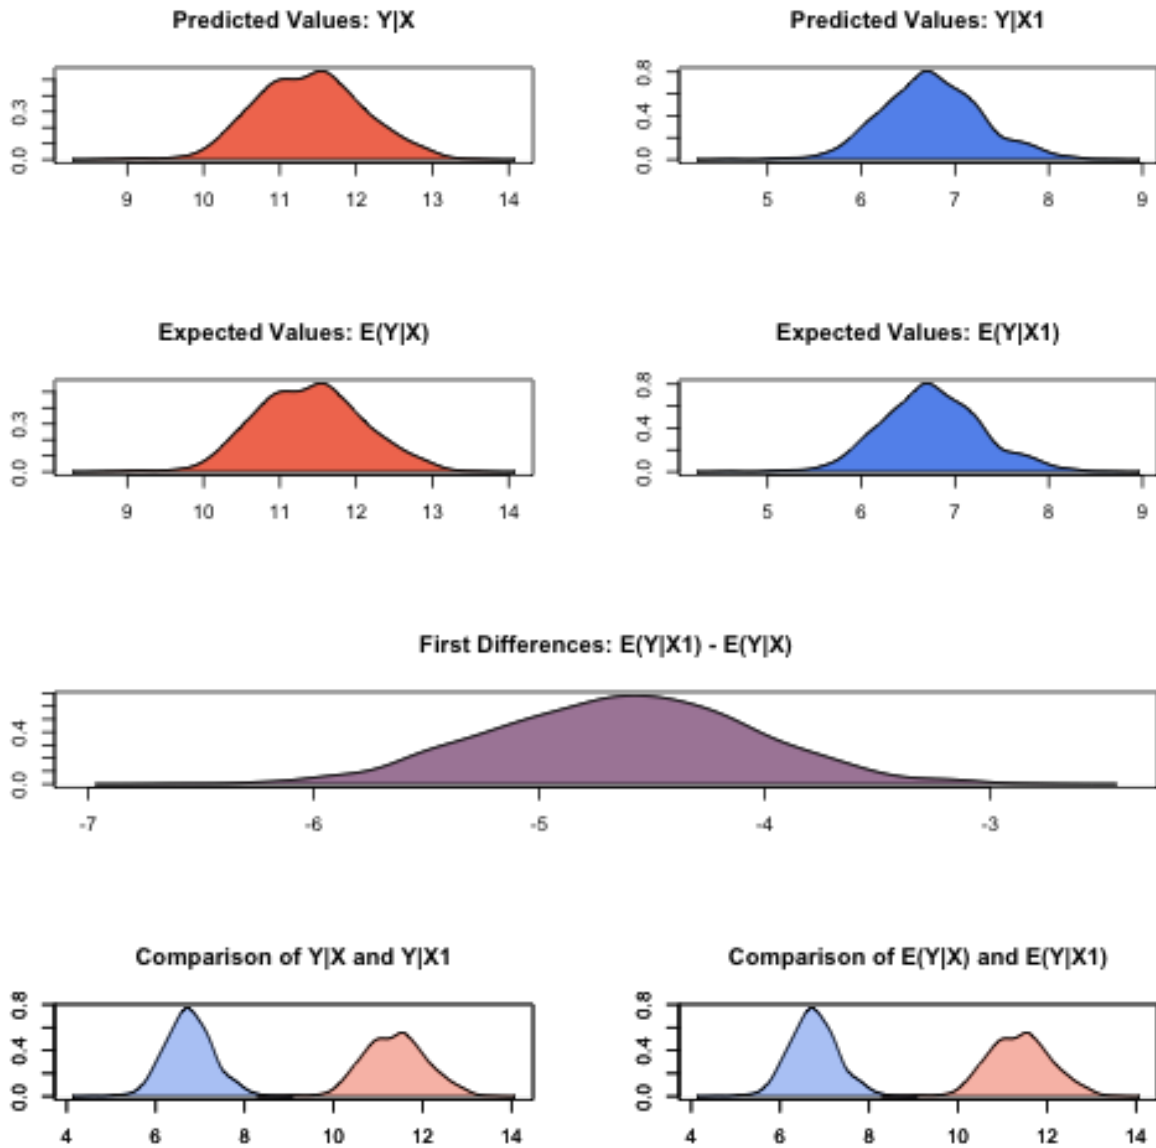 Predicted Values: Y|X
0.3
0.0
9 10 11 12 13 14
Predicted Values: Y|X1
0.8
0.4
0.0
5 6 7 8 9
Expected Values: E(Y|X)
0.3
0.0
9 10 11 12 13 14
Expected Values: E(Y|X1)
0.8
0.4
0.0
5 6 7 8 9
First Differences: E(Y|X1) - E(Y|X)
0.4
0.0
-7 -6 -5 -4 -3
Comparison of Y|X and Y|X1
0.8
0.4
0.0
4 6 8 10 12 14
Comparison of E(Y|X) and E(Y|X1)
0.8
0.4
0.0
4 6 8 10 12 14